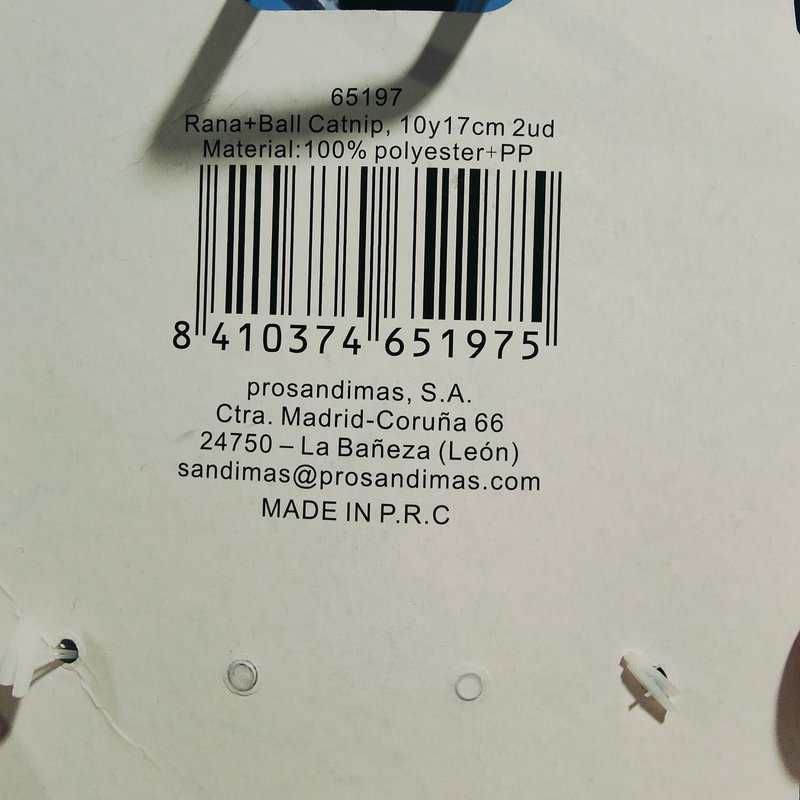 65197
Rana+Ball Catnip, 10y17cm 2ud
Material:100% polyester+PP
8 410374 651975
prosandimas, S.A.
Ctra. Madrid-Coruña 66
24750 – La Bañeza (León)
sandimas@prosandimas.com
MADE IN P.R.C